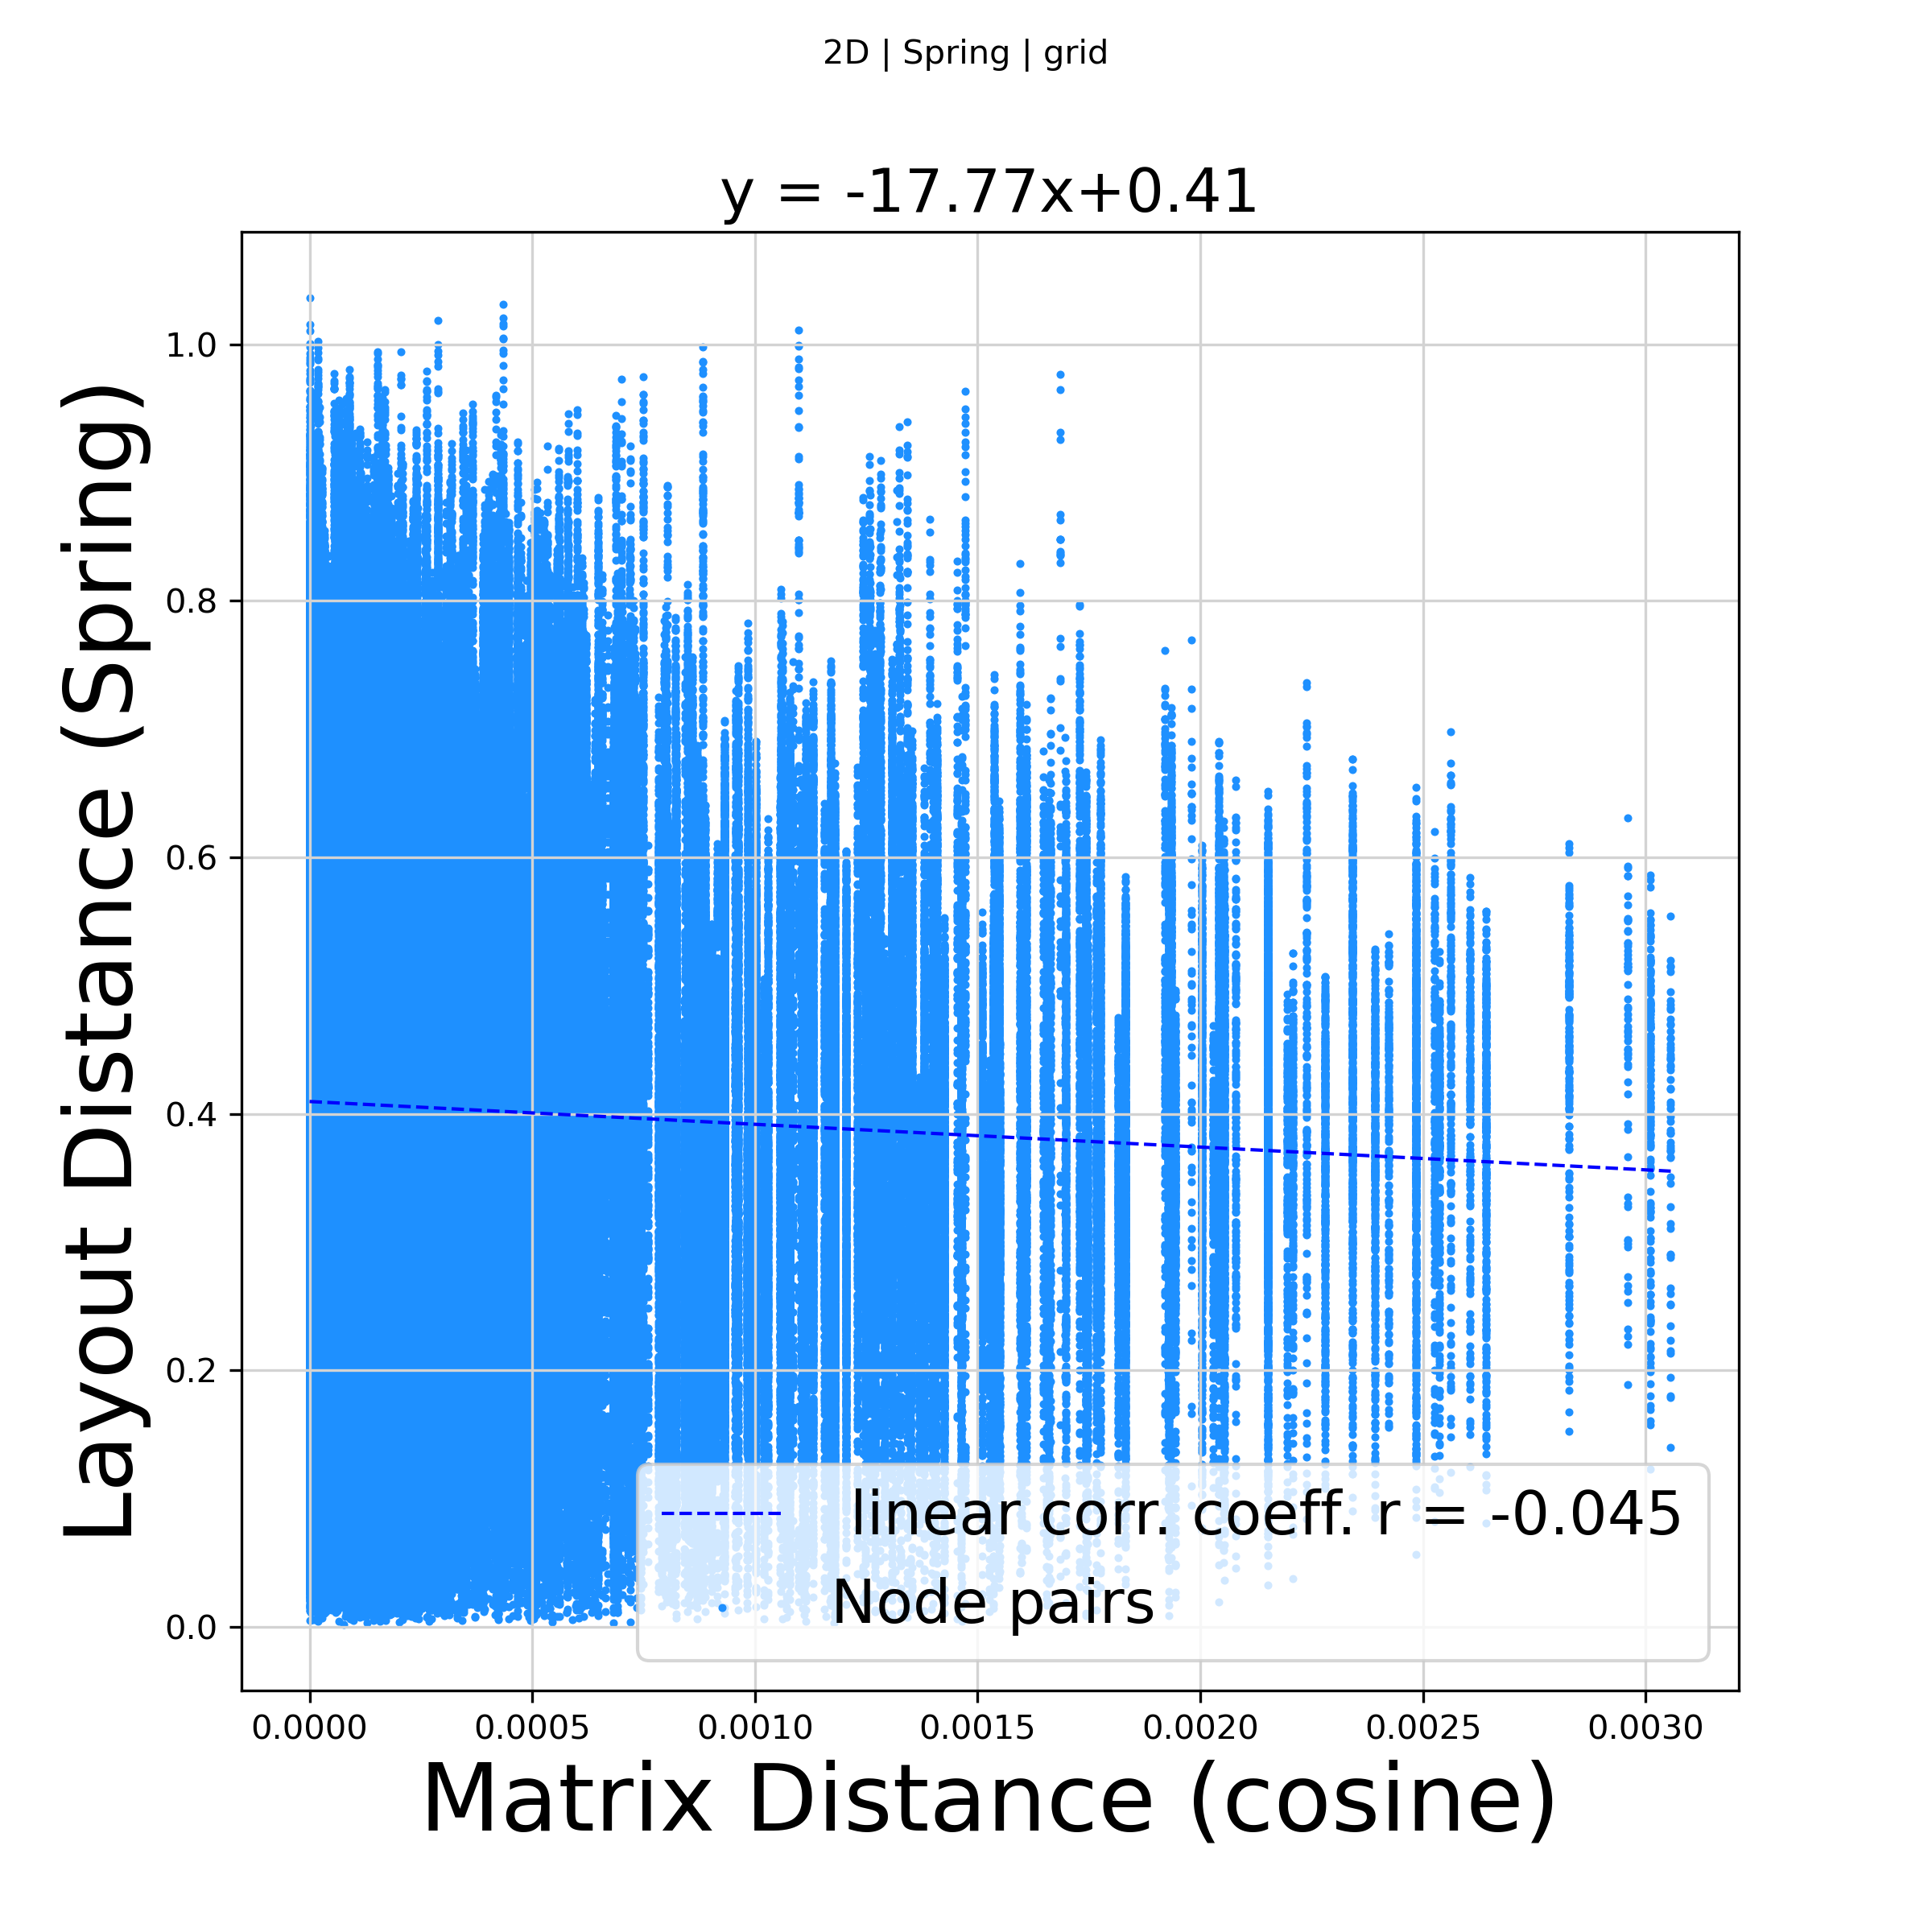 2D | Spring | grid
y = -17.77x+0.41
Layout Distance (Spring)
1.0
0.8
0.6
0.4
0.2
0.0
linear corr. coeff. r = -0.045
Node pairs
0.0000 0.0005 0.0010 0.0015 0.0020 0.0025 0.0030
Matrix Distance (cosine)